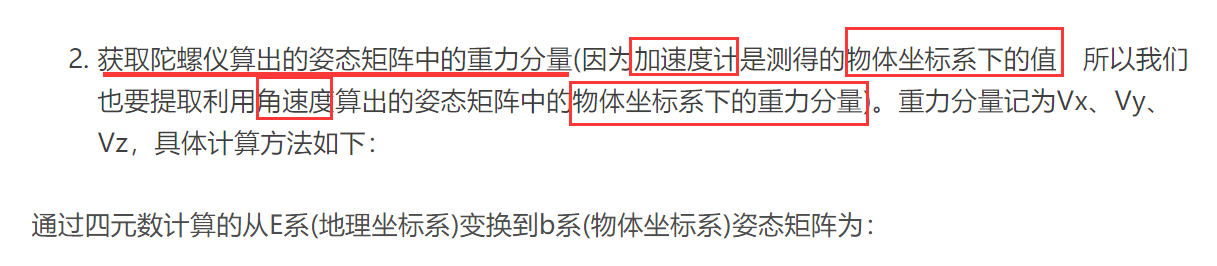 2. 获取陀螺仪算出的姿态矩阵中的重力分量(因为加速度计是测得的物体坐标系下的值 所以我们
也要提取利用角速度算出的姿态矩阵中的物体坐标系下的重力分量)。重力分量记为Vx、Vy、
Vz，具体计算方法如下：
通过四元数计算的从E系(地理坐标系)变换到b系(物体坐标系)姿态矩阵为：